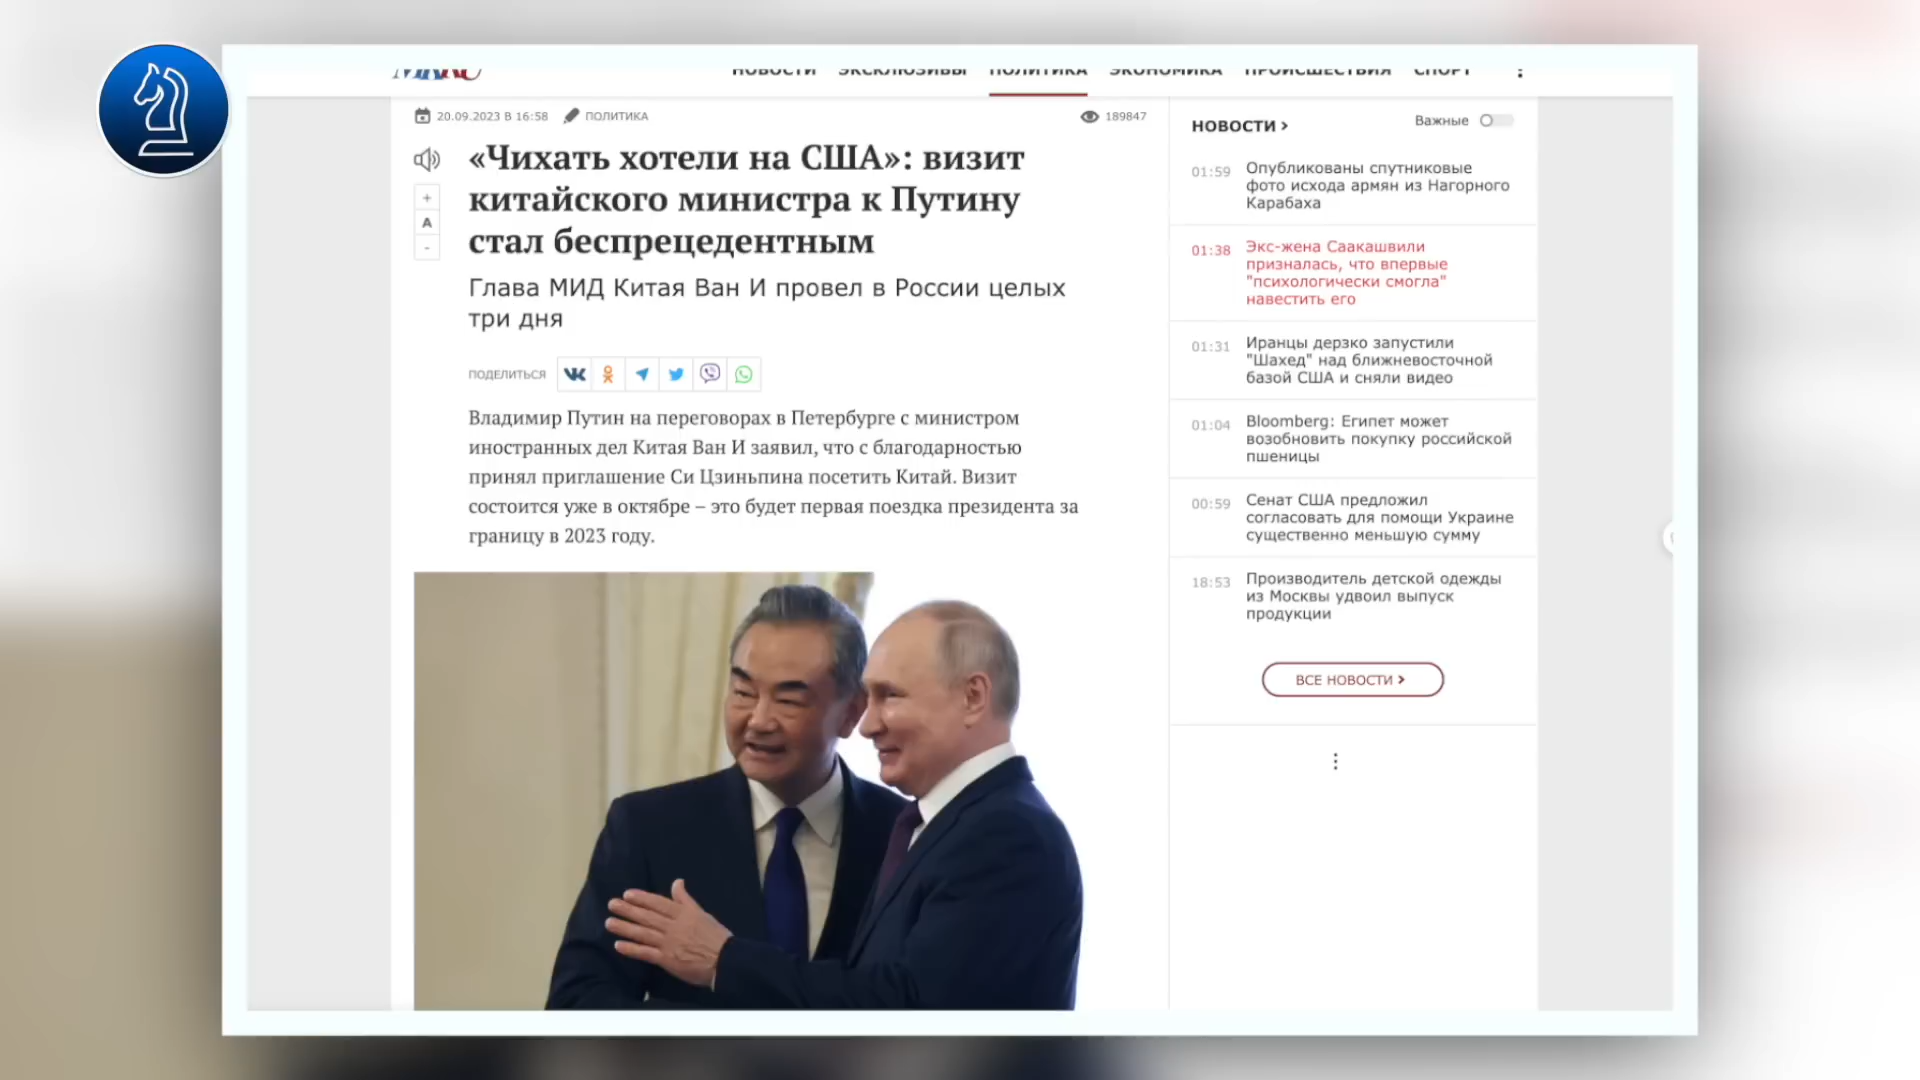 НОВОСТИ ЭКСКЛЮЗИВЫ ПОЛИТИКА ЭКОНОМИКА ПРОИСШЕСТВИЯ СПОРТ
20.09.2023 В 16:58 ПОЛИТИКА 189847
«Чихать хотели на США»: визит
китайского министра к Путину
стал беспрецедентным
+
А
-
Глава МИД Китая Ван И провел в России целых
три дня
ПОДЕЛИТЬСЯ
Владимир Путин на переговорах в Петербурге с министром
иностранных дел Китая Ван И заявил, что с благодарностью
принял приглашение Си Цзиньпина посетить Китай. Визит
состоится уже в октябре – это будет первая поездка президента за
границу в 2023 году.
НОВОСТИ >
Важные
01:59 Опубликованы спутниковые
фото исхода армян из Нагорного
Карабаха
01:38 Экс-жена Саакашвили
призналась, что впервые
"психологически смогла"
навестить его
01:31 Иранцы дерзко запустили
"Шахед" над ближневосточной
базой США и сняли видео
01:04 Bloomberg: Египет может
возобновить покупку российской
пшеницы
00:59 Сенат США предложил
согласовать для помощи Украине
существенно меньшую сумму
18:53 Производитель детской одежды
из Москвы удвоил выпуск
продукции
ВСЕ НОВОСТИ >